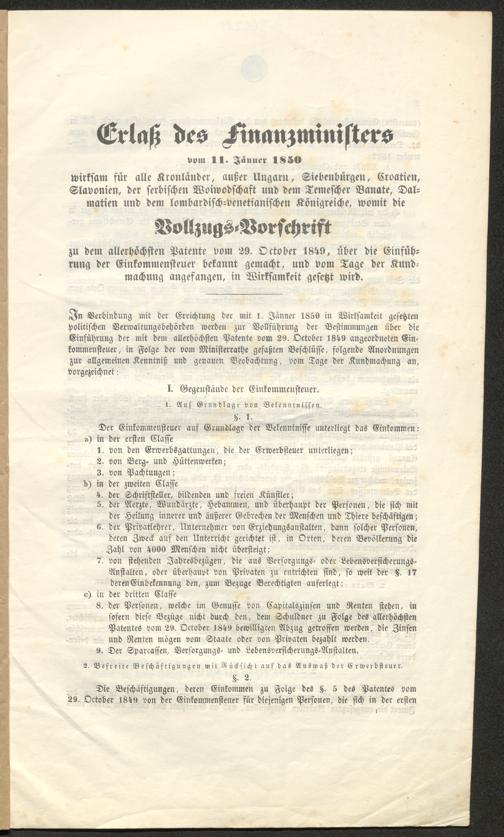 Erlaß des Finanzministers
vom 11. Jänner 1850
wirksam für alle Kronländer, außer Ungarn, Siebenbürgen, Croatien,
Slavonien, der serbischen Woiwodschaft und dem Temescher Banate, Dal-
matien und dem lombardisch-venetianischen Königreiche, womit die
Vollzugs-Vorschrift
zu dem allerhöchsten Patente vom 29. October 1849, über die Einfüh-
rung der Einkommensteuer bekannt gemacht, und vom Tage der Kund-
machung angefangen, in Wirksamkeit gesetzt wird.
In Verbindung mit der Errichtung der mit 1. Jänner 1850 in Wirksamkeit gesetzten
politischen Verwaltungsbehörden werden zur Vollführung der Bestimmungen über die
Einführung der mit dem allerhöchsten Patente vom 29. October 1849 angeordneten Ein-
kommensteuer, in Folge der vom Ministerrathe gefaßten Beschlüsse, folgende Anordnungen
zur allgemeinen Kenntniß und genauen Beobachtung, vom Tage der Kundmachung an,
vorgezeichnet:
I. Gegenstände der Einkommensteuer.
1. Auf Grundlage von Bekenntnissen.
§. 1.
Der Einkommensteuer auf Grundlage der Bekenntnisse unterliegt das Einkommen:
a) in der ersten Classe
1. von den Erwerbsgattungen, die der Erwerbsteuer unterliegen;
2. von Berg- und Hüttenwerken;
3. von Pachtungen;
b) in der zweiten Classe
4. der Schriftsteller, bildenden und freien Künstler;
5. der Aerzte, Wundärzte, Hebammen, und überhaupt der Personen, die sich mit
der Heilung innerer und äußerer Gebrechen der Menschen und Thiere beschäftigen;
6. der Privatlehrer, Unternehmer von Erziehungsanstalten, dann solcher Personen,
deren Zweck auf den Unterricht gerichtet ist, in Orten, deren Bevölkerung die
Zahl von 4000 Menschen nicht übersteigt;
7. von stehenden Jahresbezügen, die aus Versorgungs- oder Lebensversicherungs-
Anstalten, oder überhaupt von Privaten zu entrichten sind, so weit der §. 17
deren Einbekennung den, zum Bezuge Berechtigten auferlegt;
c) in der dritten Classe
8. der Personen, welche im Genusse von Capitalszinsen und Renten stehen, in
sofern diese Bezüge nicht durch den, dem Schuldner zu Folge des allerhöchsten
Patentes vom 29. October 1849 bewilligten Abzug getroffen werden, die Zinsen
und Renten mögen vom Staate oder von Privaten bezahlt werden.
9. Der Sparcassen, Versorgungs- und Lebensversicherungs-Anstalten.
2. Befreite Beschäftigungen mit Rücksicht auf das Ausmaß der Erwerbsteuer.
§. 2.
Die Beschäftigungen, deren Einkommen zu Folge des §. 5 des Patentes vom
29. October 1849 von der Einkommensteuer für diejenigen Personen, die sich in der ersten